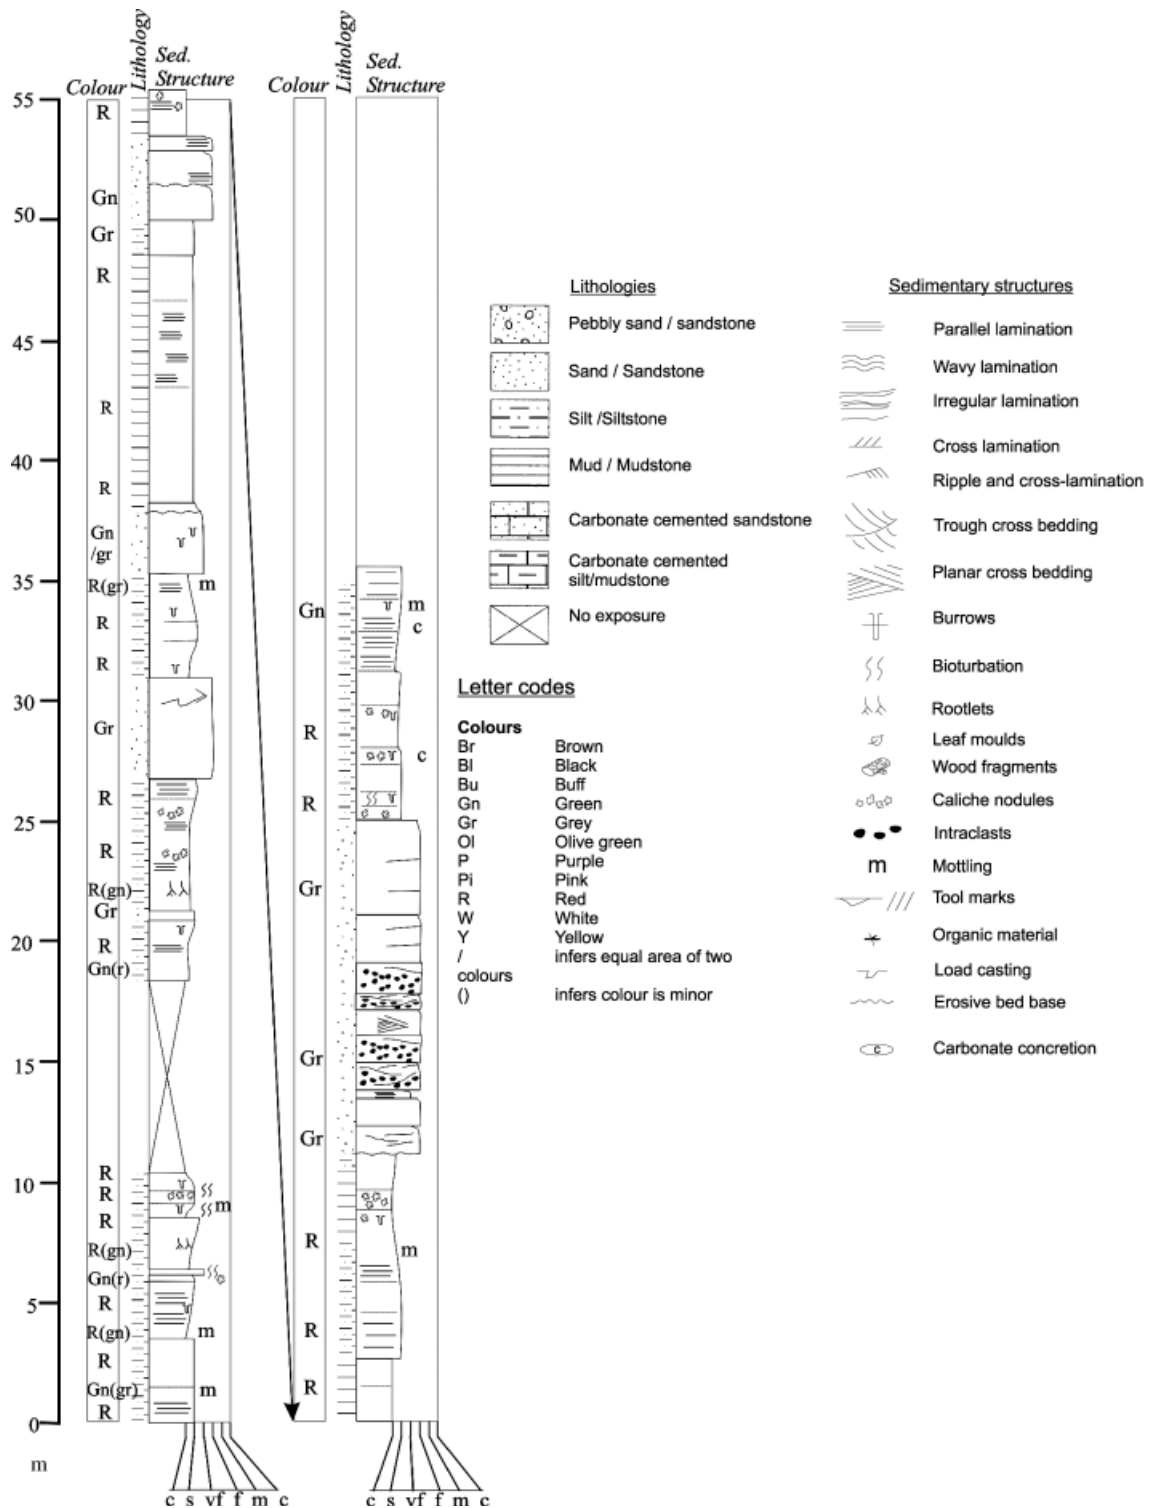 Colour Lithology Sed. Structure
Colour Lithology Sed. Structure
55
50
45
40
35
30
25
20
15
10
5
0
m
R
Gn
Gr
R
R
R
Gn
/gr
R(gr) m
R
R
Gr
R
R
R(gn)
Gr
R
Gn(r)
R
R m
R
R(gn)
Gn(r)
R
R(gn) m
R
Gn(gr) m
R
c s vf f m c
Gn m
c
R
c
R
Gr
Gr
Gr
R m
R
R
c s vf f m c
Lithologies
Pebbly sand / sandstone
Sand / Sandstone
Silt /Siltstone
Mud / Mudstone
Carbonate cemented sandstone
Carbonate cemented
silt/mudstone
No exposure
Letter codes
Colours
Br Brown
Bl Black
Bu Buff
Gn Green
Gr Grey
Ol Olive green
P Purple
Pi Pink
R Red
W White
Y Yellow
/ infers equal area of two
colours
() infers colour is minor
Sedimentary structures
Parallel lamination
Wavy lamination
Irregular lamination
Cross lamination
Ripple and cross-lamination
Trough cross bedding
Planar cross bedding
Burrows
Bioturbation
Rootlets
Leaf moulds
Wood fragments
Caliche nodules
Intraclasts
m Mottling
Tool marks
Organic material
Load casting
Erosive bed base
c Carbonate concretion